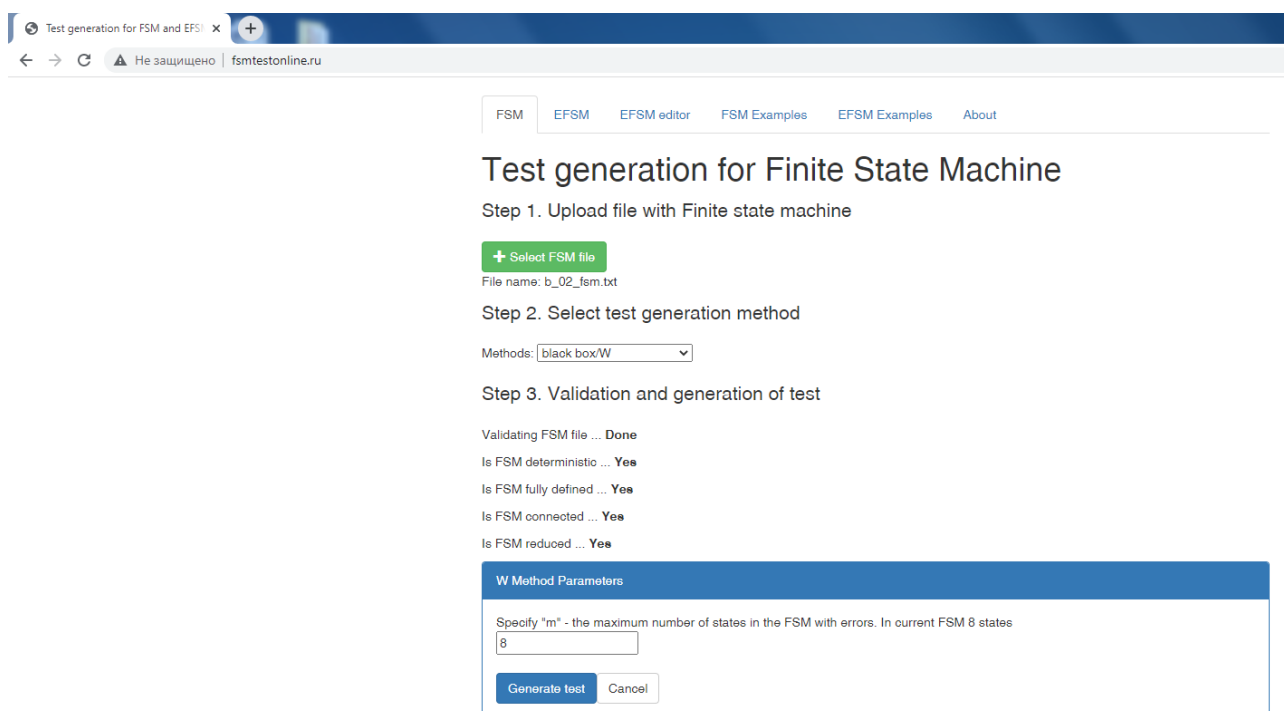 Test generation for FSM and EFS
Не защищено | fsmtestonline.ru
FSM EFSM EFSM editor FSM Examples EFSM Examples About
Test generation for Finite State Machine
Step 1. Upload file with Finite state machine
+ Select FSM file
File name: b_02_fsm.txt
Step 2. Select test generation method
Methods: black box/W
Step 3. Validation and generation of test
Validating FSM file ... Done
Is FSM deterministic ... Yes
Is FSM fully defined ... Yes
Is FSM connected ... Yes
Is FSM reduced ... Yes
W Method Parameters
Specify "m" - the maximum number of states in the FSM with errors. In current FSM 8 states
8
Generate test Cancel